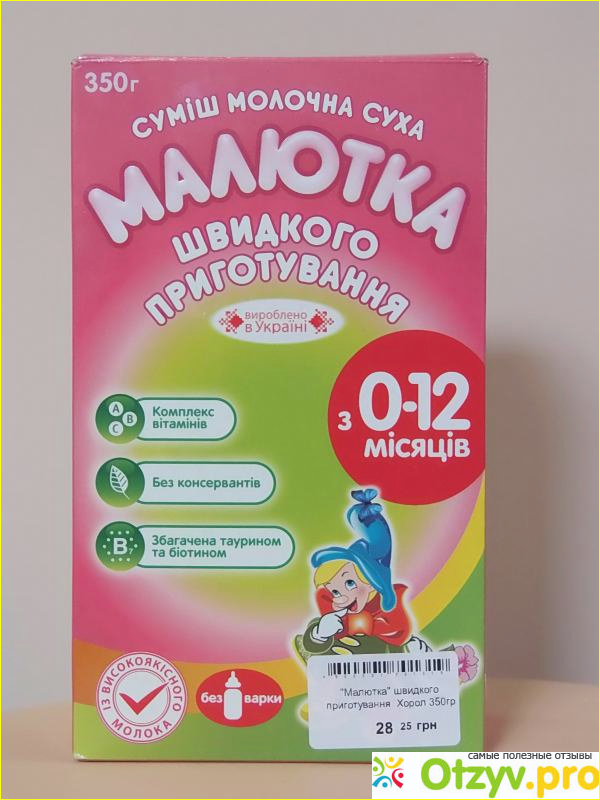 350г
СУМІШ МОЛОЧНА СУХА
МАЛЮТКА
ШВИДКОГО
ПРИГОТУВАННЯ
вироблено
в Україні
з 0-12
місяців
A
B
C
Комплекс
вітамінів
Без консервантів
B7
Збагачена таурином
та біотином
ІЗ ВИСОКОЯКІСНОГО
МОЛОКА
без варки
"Малютка" швидкого
приготування Хорол 350гр
28 25 грн
самые полезные отзывы
Otzyv.pro